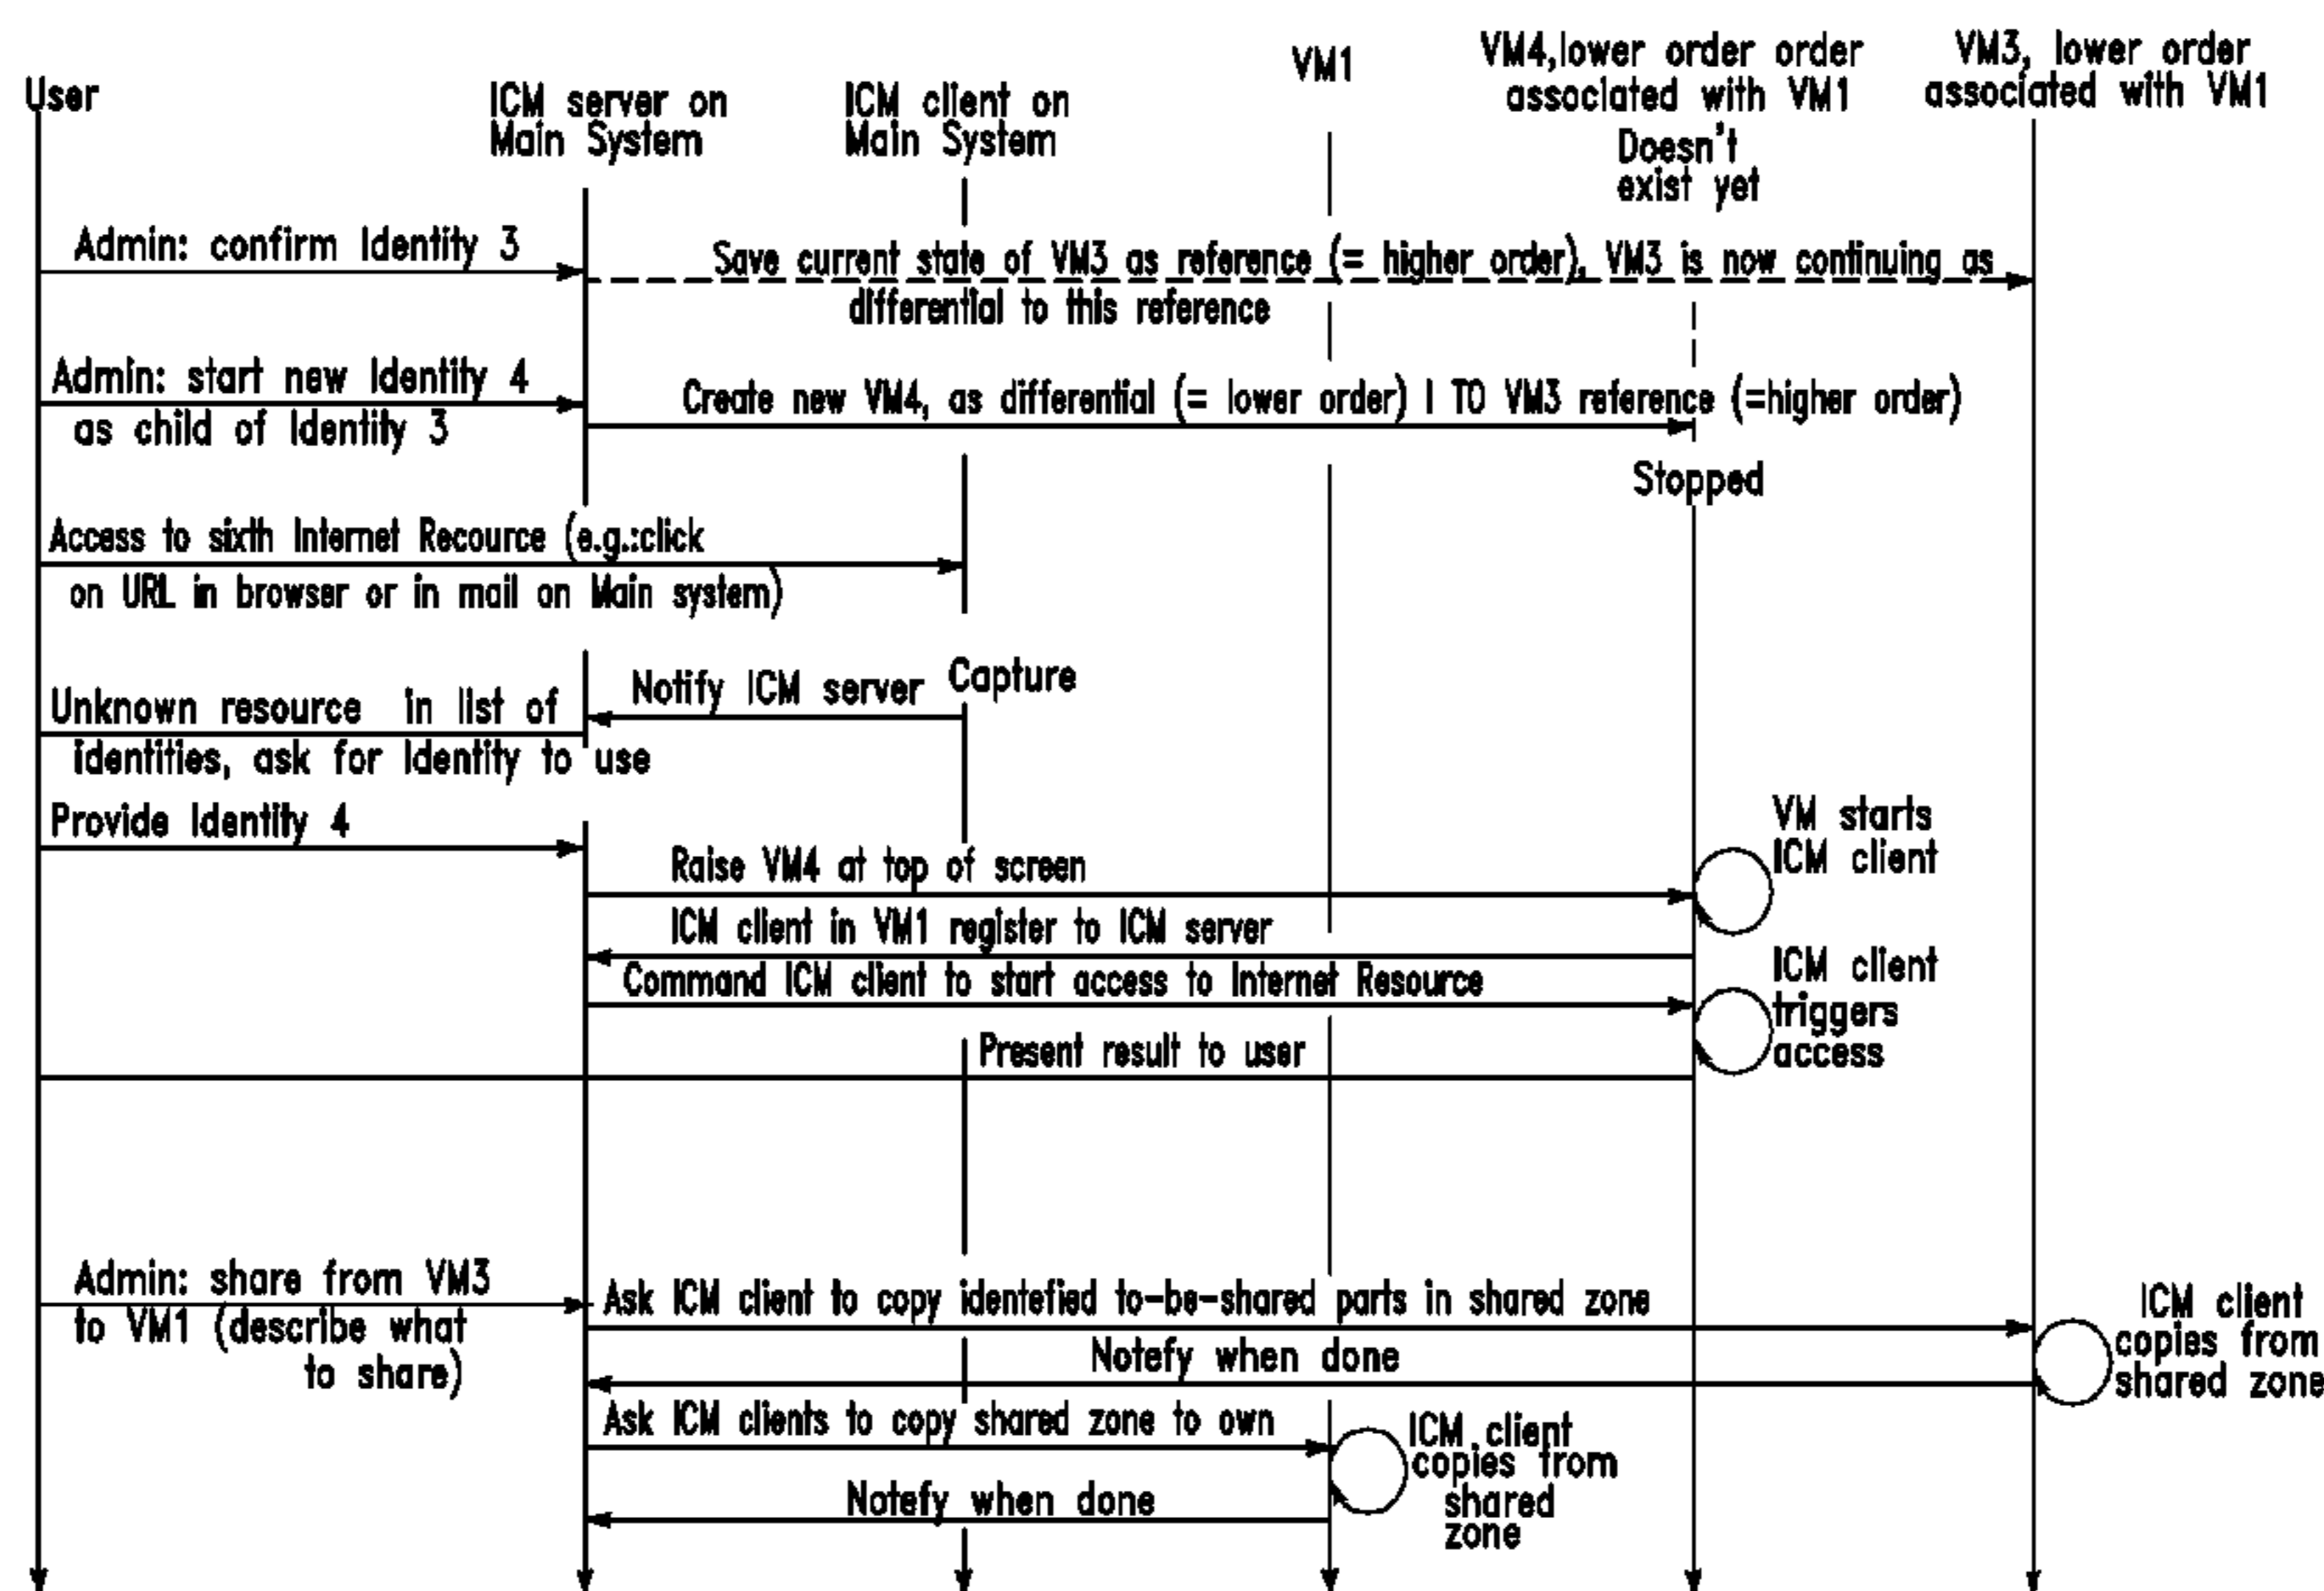 User
ICM server on
Main System
ICM client on
Main System
VM1
VM4,lower order order
associated with VM1
Doesn't
exist yet
VM3, lower order
associated with VM1
Admin: confirm Identity 3
Save current state of VM3 as reference (= higher order), VM3 is now continuing as
differential to this reference
Admin: start new Identity 4
as child of Identity 3
Create new VM4, as differential (= lower order) I TO VM3 reference (=higher order)
Stopped
Access to sixth Internet Recource (e.g.:click
on URL in browser or in mail on Main system)
Notify ICM server
Capture
Unknown resource in list of
identities, ask for Identity to use
Provide Identity 4
Raise VM4 at top of screen
VM starts
ICM client
ICM client in VM1 register to ICM server
Command ICM client to start access to Internet Resource
ICM client
triggers
access
Present result to user
Admin: share from VM3
to VM1 (describe what
to share)
Ask ICM client to copy identefied to-be-shared parts in shared zone
ICM client
copies from
shared zone
Notefy when done
Ask ICM clients to copy shared zone to own
ICM client
copies from
shared
zone
Notefy when done